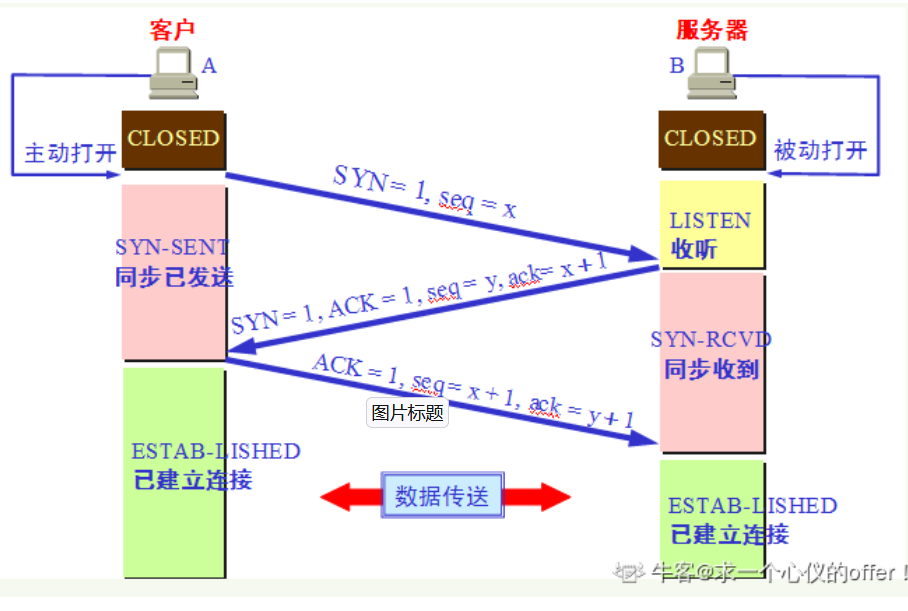 客户
服务器
A
B
CLOSED
CLOSED
主动打开
被动打开
SYN = 1, seq = x
LISTEN
收听
SYN-SENT
同步已发送
SYN = 1, ACK = 1, seq = y, ack= x + 1
SYN-RCVD
同步收到
ACK = 1, seq = x + 1, ack = y + 1
图片标题
ESTAB-LISHED
已建立连接
数据传送
ESTAB-LISHED
已建立连接
牛客@求一个心仪的offer!